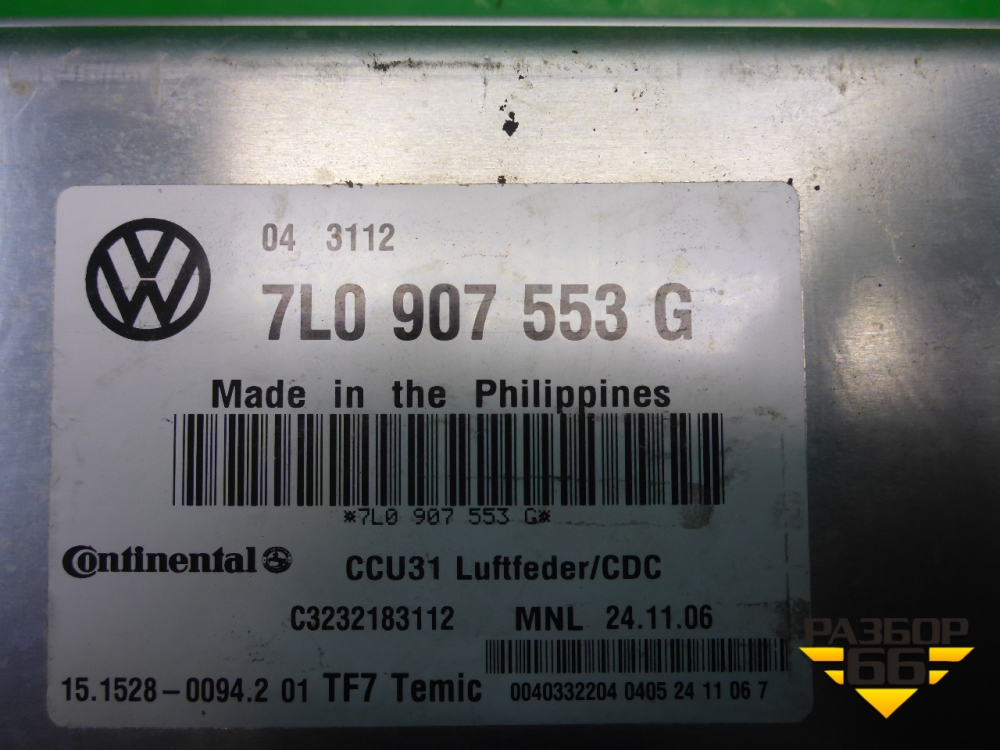 04 3112
7L0 907 553 G
Made in the Philippines
*7L0 907 553 G*
Continental
CCU31 Luftfeder/CDC
C3232183112 MNL 24.11.06
15.1528-0094.2 01 TF7 Temic
0040332204 0405 24 11 06 7
РАЗБОР
66